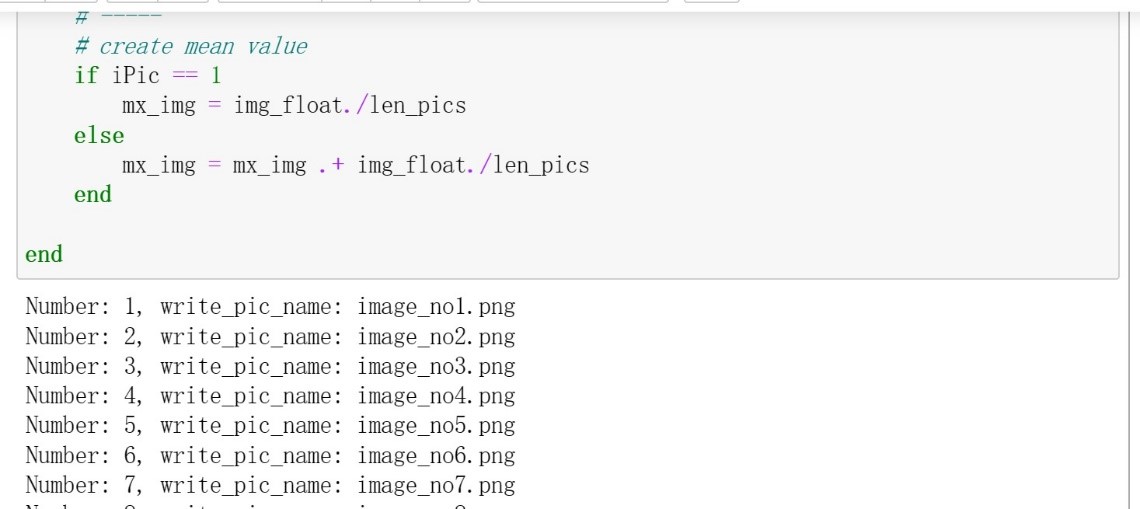 # -----
# create mean value
if iPic == 1
mx_img = img_float./len_pics
else
mx_img = mx_img .+ img_float./len_pics
end
end
Number: 1, write_pic_name: image_no1.png
Number: 2, write_pic_name: image_no2.png
Number: 3, write_pic_name: image_no3.png
Number: 4, write_pic_name: image_no4.png
Number: 5, write_pic_name: image_no5.png
Number: 6, write_pic_name: image_no6.png
Number: 7, write_pic_name: image_no7.png